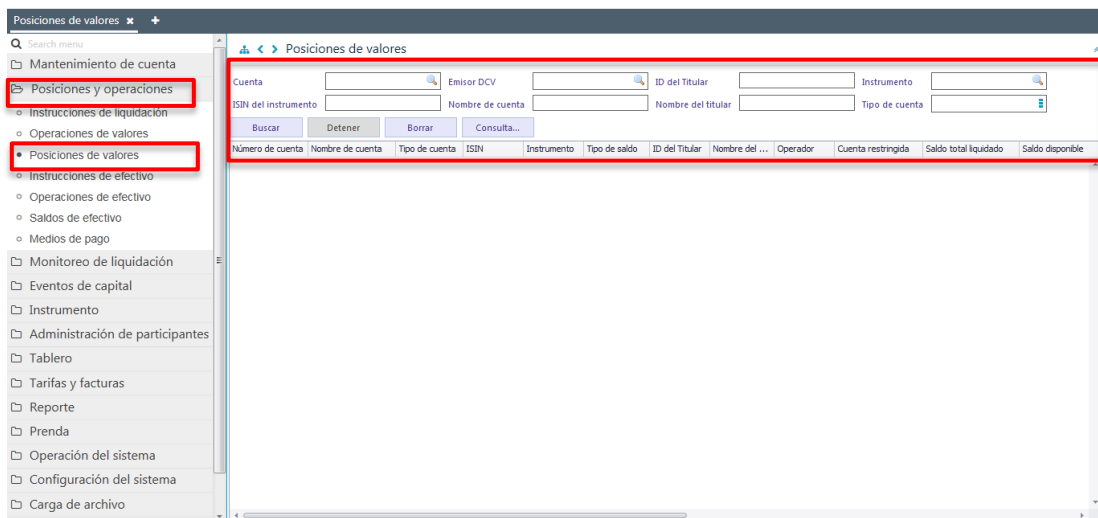 Posiciones de valores × +
Search menu
Mantenimiento de cuenta
Posiciones y operaciones
Instrucciones de liquidación
Operaciones de valores
Posiciones de valores
Instrucciones de efectivo
Operaciones de efectivo
Saldos de efectivo
Medios de pago
Monitoreo de liquidación
Eventos de capital
Instrumento
Administración de participantes
Tablero
Tarifas y facturas
Reporte
Prenda
Operación del sistema
Configuración del sistema
Carga de archivo
Posiciones de valores
Cuenta Emisor DCV ID del Titular Instrumento
ISIN del instrumento Nombre de cuenta Nombre del titular Tipo de cuenta
Buscar Detener Borrar Consulta...
Número de cuenta Nombre de cuenta Tipo de cuenta ISIN Instrumento Tipo de saldo ID del Titular Nombre del ... Operador Cuenta restringida Saldo total liquidado Saldo disponible